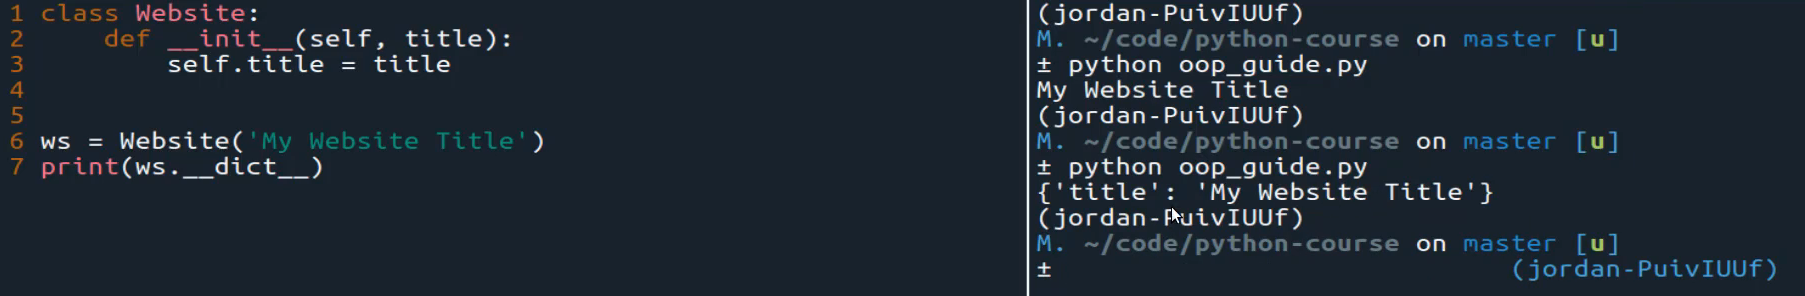 1 class Website:
2     def __init__(self, title):
3         self.title = title
4
5
6 ws = Website('My Website Title')
7 print(ws.__dict__)
(jordan-PuivIUUf)
M. ~/code/python-course on master [u]
± python oop_guide.py
My Website Title
(jordan-PuivIUUf)
M. ~/code/python-course on master [u]
± python oop_guide.py
{'title': 'My Website Title'}
(jordan-PuivIUUf)
M. ~/code/python-course on master [u]
± (jordan-PuivIUUf)